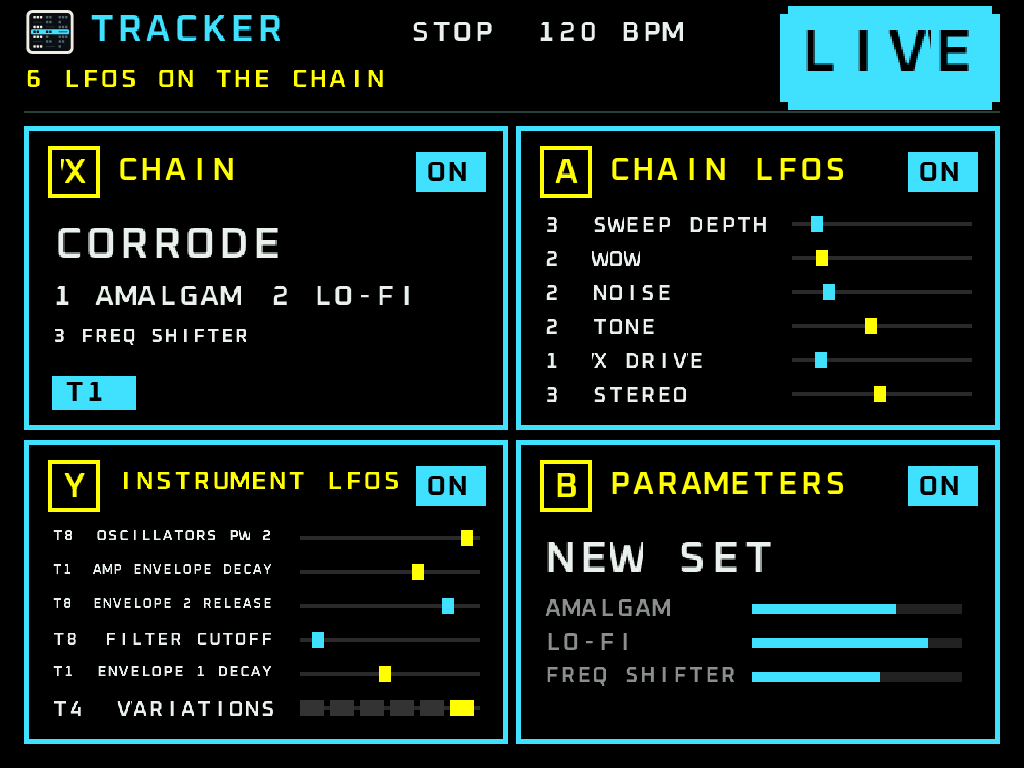 TRACKER STOP 120 BPM LIVE
6 LFOS ON THE CHAIN
X CHAIN ON
CORRODE
1 AMALGAM 2 LO-FI
3 FREQ SHIFTER
T1
A CHAIN LFOS ON
3 SWEEP DEPTH
2 WOW
2 NOISE
2 TONE
1 X DRIVE
3 STEREO
Y INSTRUMENT LFOS ON
T8 OSCILLATORS PW 2
T1 AMP ENVELOPE DECAY
T8 ENVELOPE 2 RELEASE
T8 FILTER CUTOFF
T1 ENVELOPE 1 DECAY
T4 VARIATIONS
B PARAMETERS ON
NEW SET
AMALGAM
LO-FI
FREQ SHIFTER